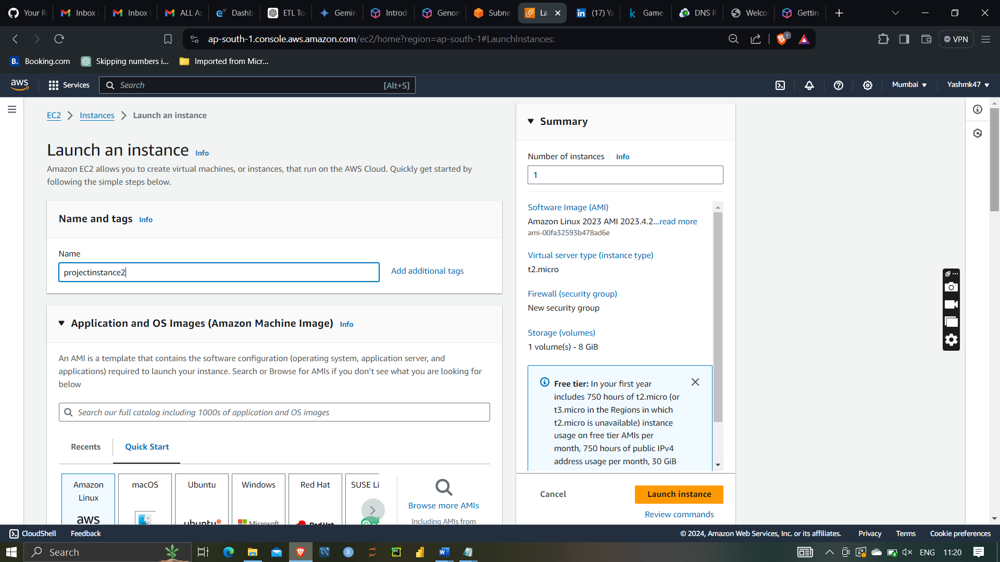 Your R
Inbox
Inbox
ALL As
Dashb
ETL To
Gemin
Introd
Genon
Subne
La
(17) Ya
Game
DNS R
Welco
Gettin
ap-south-1.console.aws.amazon.com/ec2/home?region=ap-south-1#LaunchInstances:
1
VPN
B. Booking.com
Skipping numbers i...
Imported from Micr...
aws
Services
Search
[Alt+S]
Mumbai
Yashmk47
EC2
Instances
Launch an instance
Launch an instance Info
Amazon EC2 allows you to create virtual machines, or instances, that run on the AWS Cloud. Quickly get started by
following the simple steps below.
Name and tags Info
Name
projectinstance2
Add additional tags
Application and OS Images (Amazon Machine Image) Info
An AMI is a template that contains the software configuration (operating system, application server, and
applications) required to launch your instance. Search or Browse for AMIs if you don't see what you are looking for
below
Search our full catalog including 1000s of application and OS images
Recents
Quick Start
Amazon
Linux
aws
macOS
Ubuntu
ubuntu
Windows
Microsoft
Red Hat
Red Hat
SUSE Li
Browse more AMIs
Including AMIs from
Summary
Number of instances Info
1
Software Image (AMI)
Amazon Linux 2023 AMI 2023.4.2...read more
ami-00fa32593b478ad6e
Virtual server type (instance type)
t2.micro
Firewall (security group)
New security group
Storage (volumes)
1 volume(s) - 8 GiB
Free tier: In your first year
includes 750 hours of t2.micro (or
t3.micro in the Regions in which
t2.micro is unavailable) instance
usage on free tier AMIs per
month, 750 hours of public IPv4
address usage per month, 30 GiB
Cancel
Launch instance
Review commands
CloudShell
Feedback
© 2024, Amazon Web Services, Inc. or its affiliates.
Privacy
Terms
Cookie preferences
Search
ENG
11:20